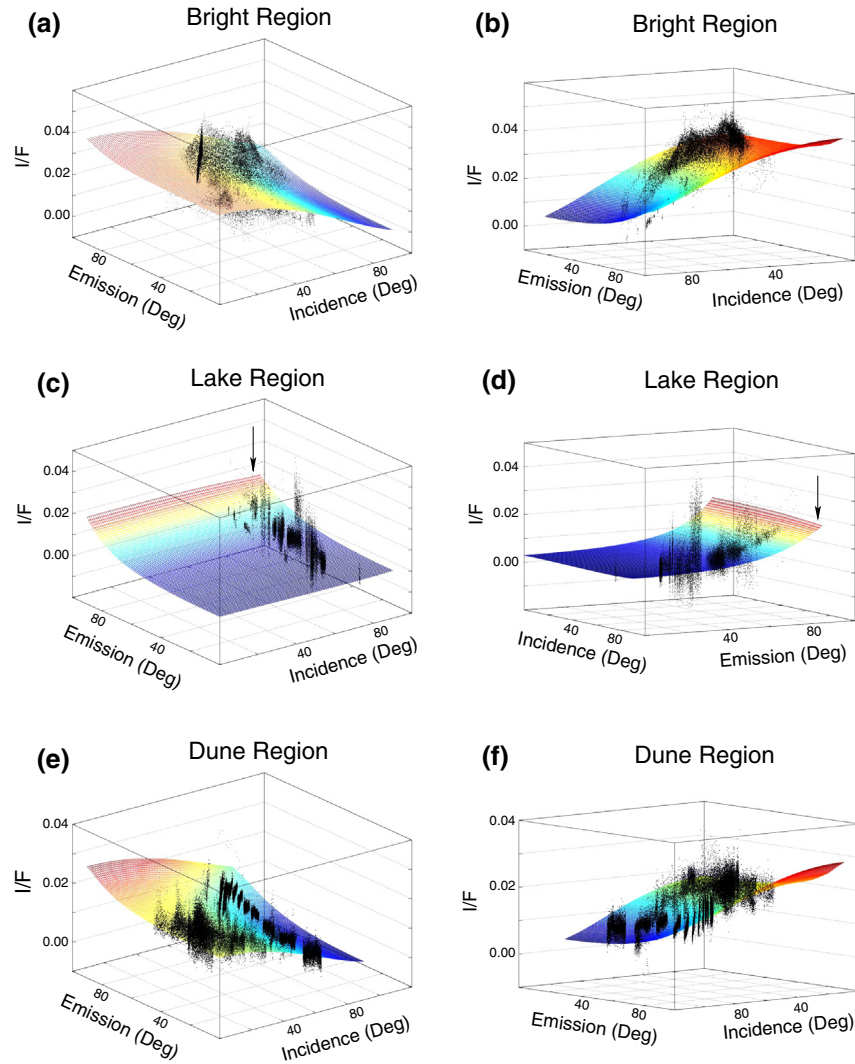 (a) Bright Region
0.04
0.02
0.00
I/F
80
40
Emission (Deg)
40
80
Incidence (Deg)
(b) Bright Region
0.04
0.02
0.00
I/F
40
80
Emission (Deg)
80
40
Incidence (Deg)
(c) Lake Region
0.04
0.02
0.00
I/F
80
40
Emission (Deg)
40
80
Incidence (Deg)
(d) Lake Region
0.04
0.02
0.00
I/F
40
80
Incidence (Deg)
40
80
Emission (Deg)
(e) Dune Region
0.04
0.02
0.00
I/F
80
40
Emission (Deg)
40
80
Incidence (Deg)
(f) Dune Region
0.04
0.02
0.00
I/F
40
80
Emission (Deg)
80
40
Incidence (Deg)